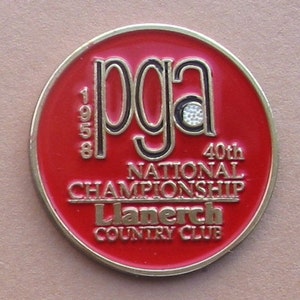 1958
pga
40th
NATIONAL
CHAMPIONSHIP
Llanerch
COUNTRY CLUB